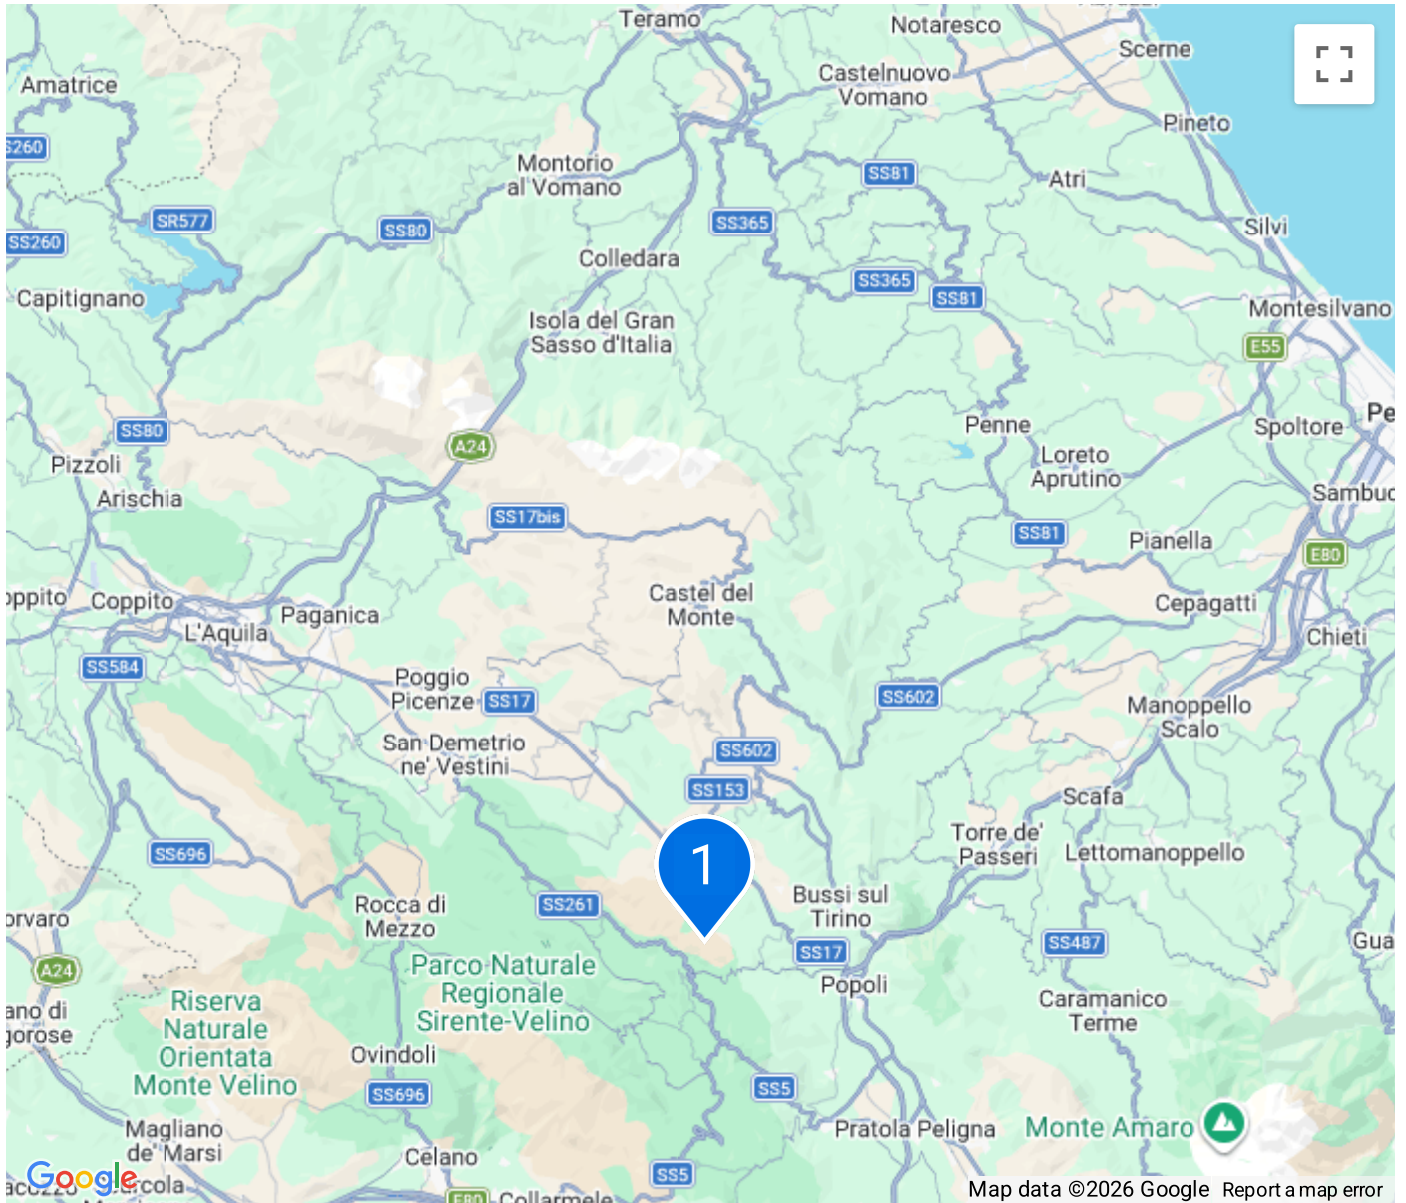 Teramo
Notaresco
Scerne
Amatrice
Castelnuovo
Vomano
Pineto
S260
Montorio
al Vomano
SS81
Atri
SR577
SS80
SS365
Silvi
SS260
Colledara
SS365
SS81
Capitignano
Montesilvano
Isola del Gran
Sasso d'Italia
E55
Pe
SS80
A24
Penne
Spoltore
Pizzoli
Loreto
Aprutino
Arischia
Sambuc
SS17bis
SS81
Pianella
E80
oppito
Coppito
Castel del
Monte
Cepagatti
Paganica
L'Aquila
Chieti
SS584
Poggio
Picenze
SS17
SS602
Manoppello
Scalo
San Demetrio
ne' Vestini
SS602
SS153
Scafa
Torre de'
Passeri
Lettomanoppello
SS696
1
Bussi sul
Tirino
SS261
Rocca di
Mezzo
orvaro
SS17
SS487
Gua
A24
Parco Naturale
Regionale
Sirente-Velino
Popoli
Riserva
Naturale
Orientata
Monte Velino
ano di
gorose
Caramanico
Terme
Ovindoli
SS696
SS5
Magliano
de' Marsi
Pratola Peligna
Monte Amaro
Celano
SS5
Google
E80
Collarmele
Map data ©2026 Google
Report a map error